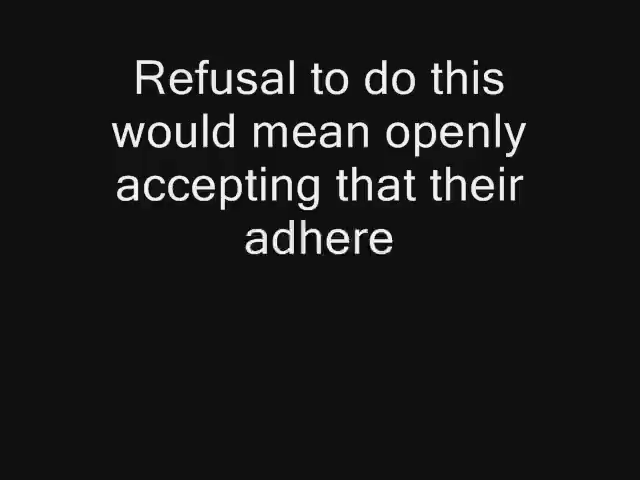 Refusal to do this
would mean openly
accepting that their
adhere